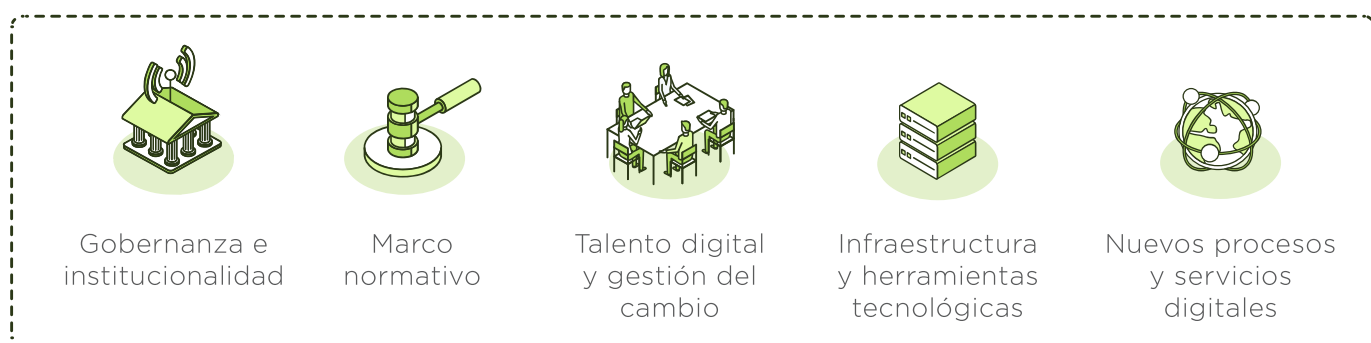 Gobernanza e
institucionalidad
Marco
normativo
Talento digital
y gestión del
cambio
Infraestructura
y herramientas
tecnológicas
Nuevos procesos
y servicios
digitales